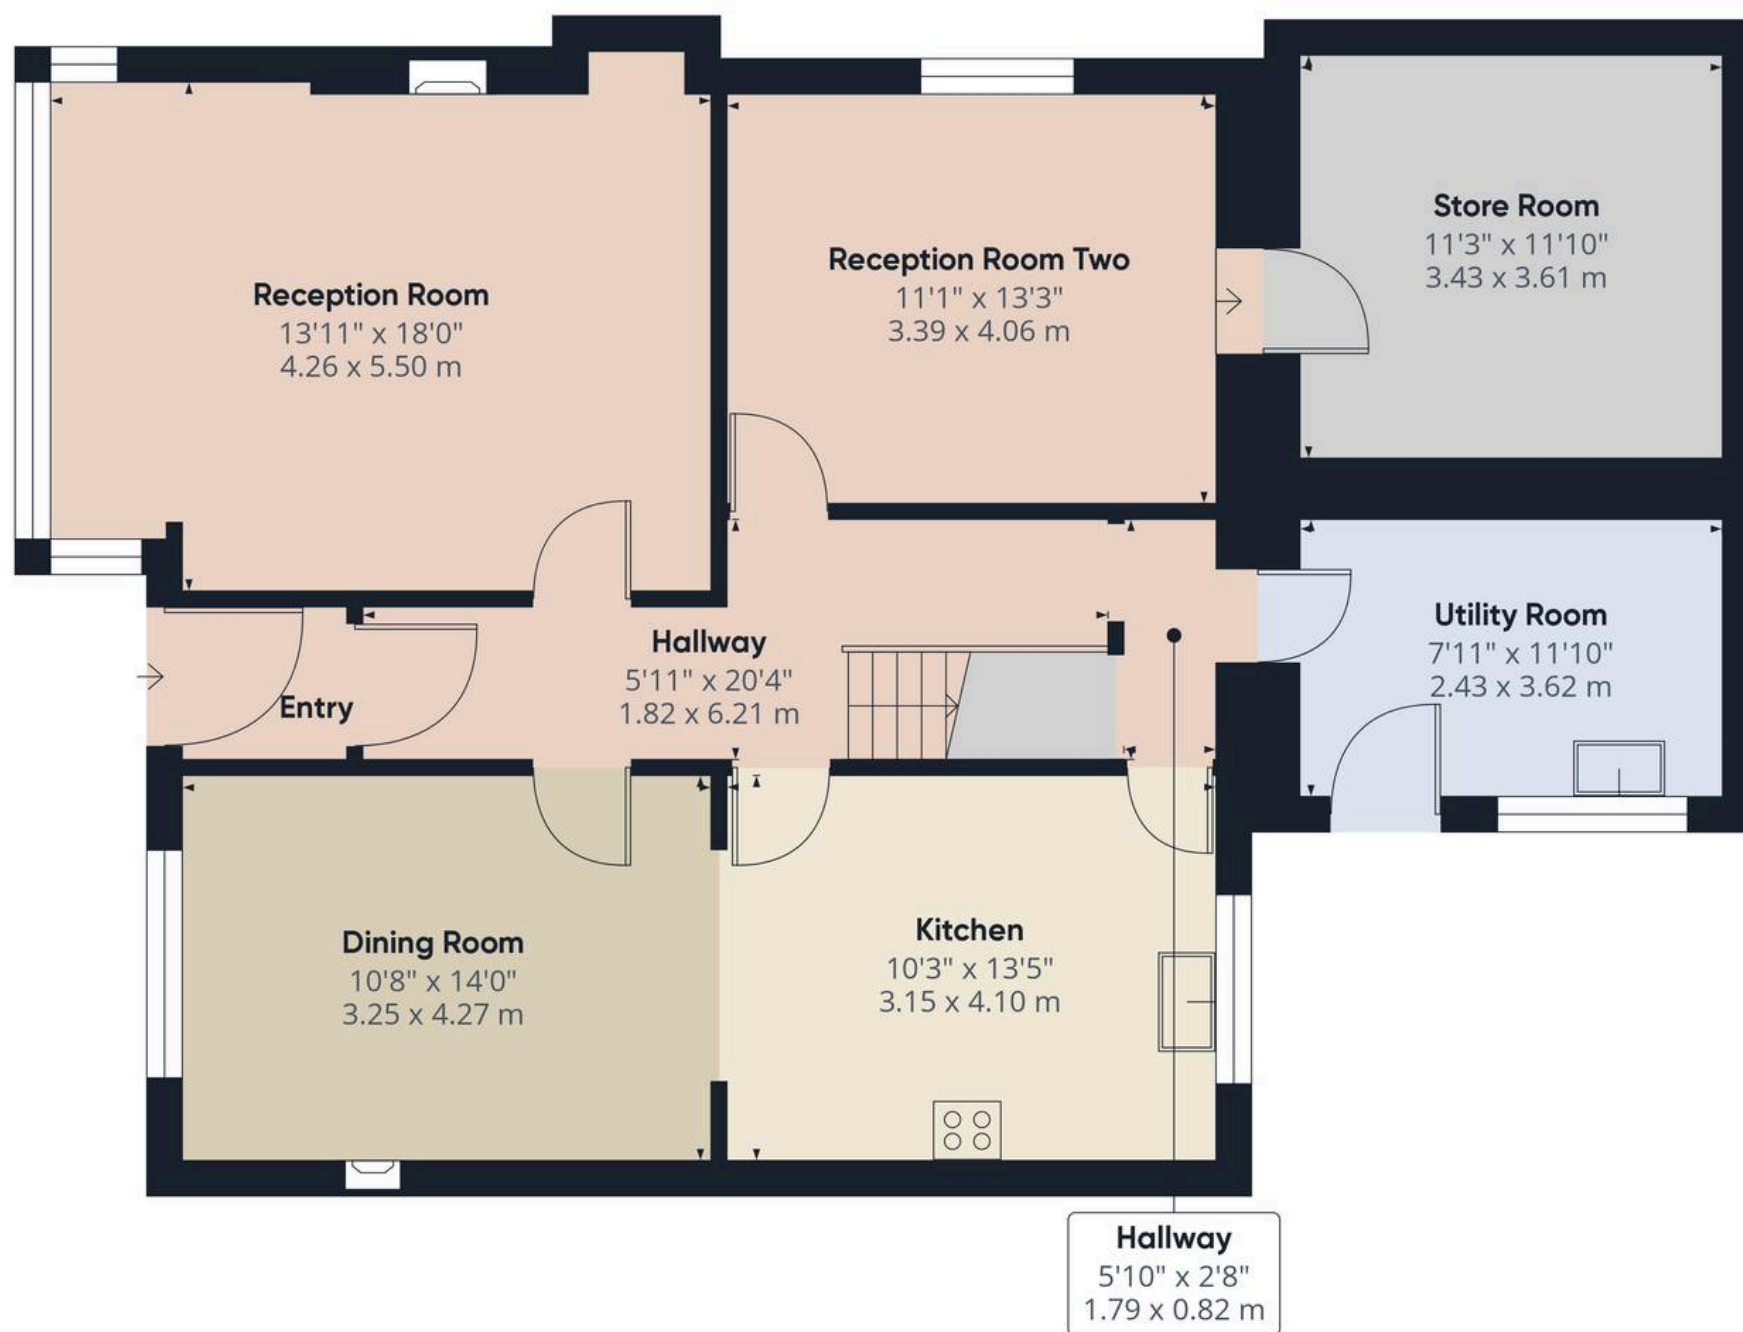 Store Room
11'3" x 11'10"
3.43 x 3.61 m
Reception Room Two
11'1" x 13'3"
3.39 x 4.06 m
Reception Room
13'11" x 18'0"
4.26 x 5.50 m
Utility Room
7'11" x 11'10"
2.43 x 3.62 m
Hallway
5'11" x 20'4"
1.82 x 6.21 m
Entry
Dining Room
10'8" x 14'0"
3.25 x 4.27 m
Kitchen
10'3" x 13'5"
3.15 x 4.10 m
Hallway
5'10" x 2'8"
1.79 x 0.82 m